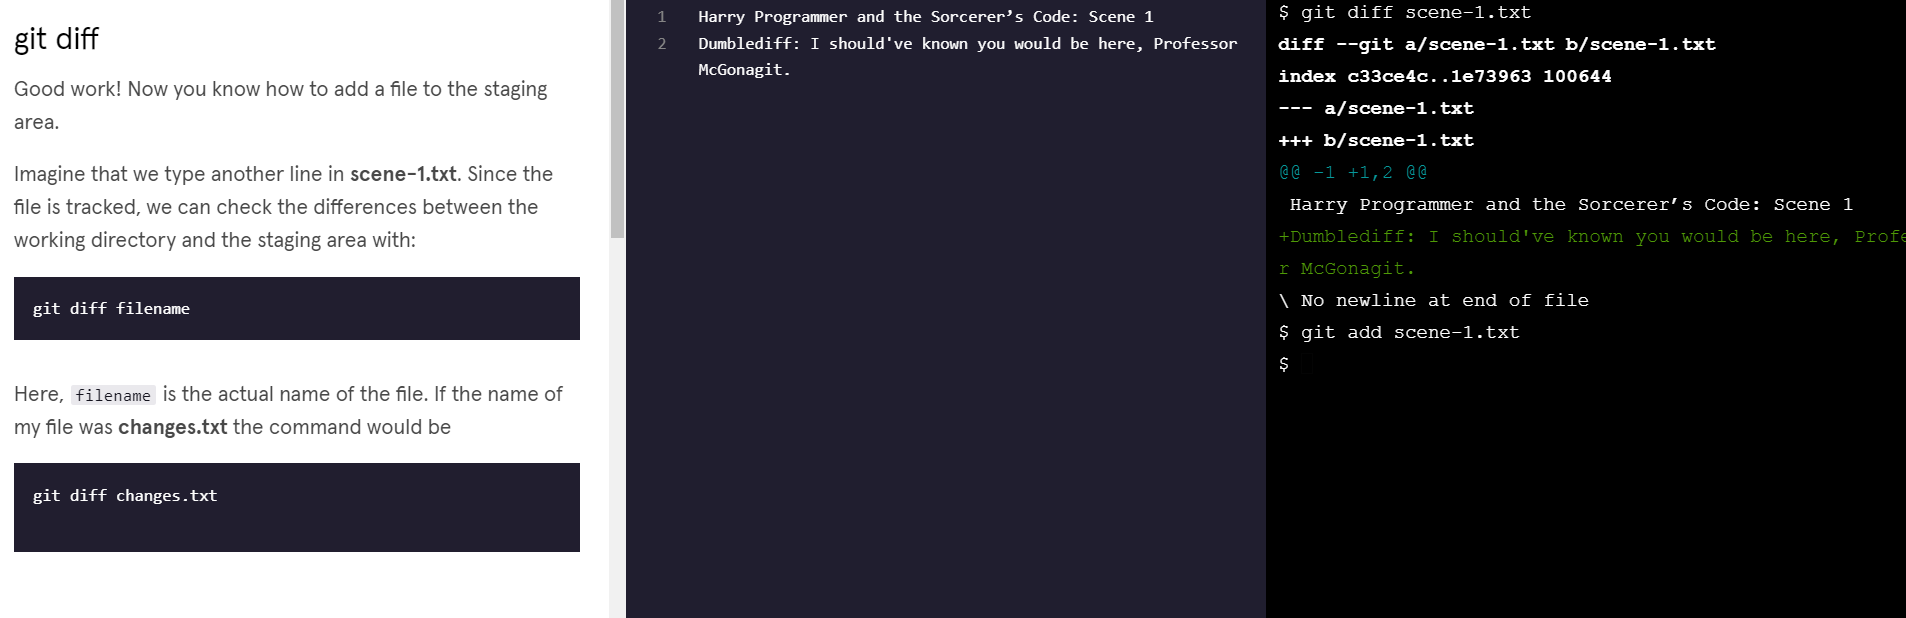 git diff
Good work! Now you know how to add a file to the staging
area.
Imagine that we type another line in scene-1.txt. Since the
file is tracked, we can check the differences between the
working directory and the staging area with:
git diff filename
Here, filename is the actual name of the file. If the name of
my file was changes.txt the command would be
git diff changes.txt
1 Harry Programmer and the Sorcerer’s Code: Scene 1
2 Dumblediff: I should've known you would be here, Professor
McGonagit.
$ git diff scene-1.txt
diff --git a/scene-1.txt b/scene-1.txt
index c33ce4c..1e73963 100644
--- a/scene-1.txt
+++ b/scene-1.txt
@@ -1 +1,2 @@
Harry Programmer and the Sorcerer’s Code: Scene 1
+Dumblediff: I should've known you would be here, Profe
r McGonagit.
\ No newline at end of file
$ git add scene-1.txt
$